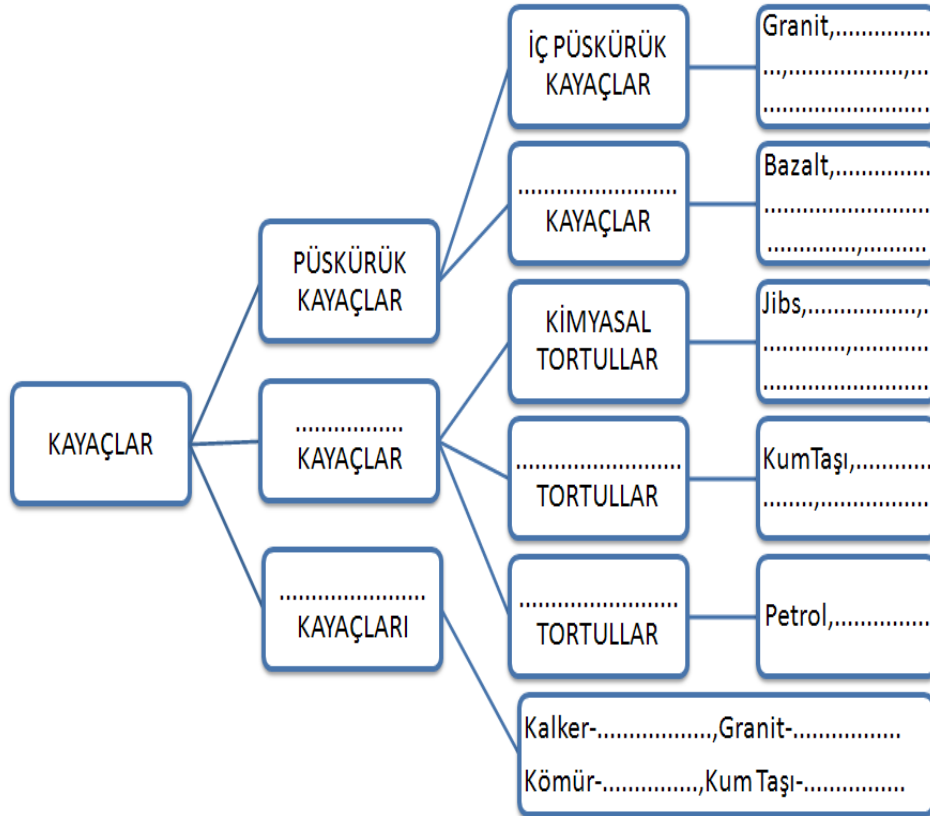 İÇ PÜSKÜRÜK
KAYAÇLAR
Granit,...............
...,..................,...
..........................
.........................
KAYAÇLAR
Bazalt,...............
..........................
..............,..........
PÜSKÜRÜK
KAYAÇLAR
KİMYASAL
TORTULLAR
Jibs,.................,.
.............,............
..........................
KAYAÇLAR
.................
KAYAÇLAR
..........................
TORTULLAR
KumTaşı,............
........,.................
.......................
KAYAÇLARI
.........................
TORTULLAR
Petrol,...............
Kalker-..................,Granit-.................
Kömür-...............,Kum Taşı-................